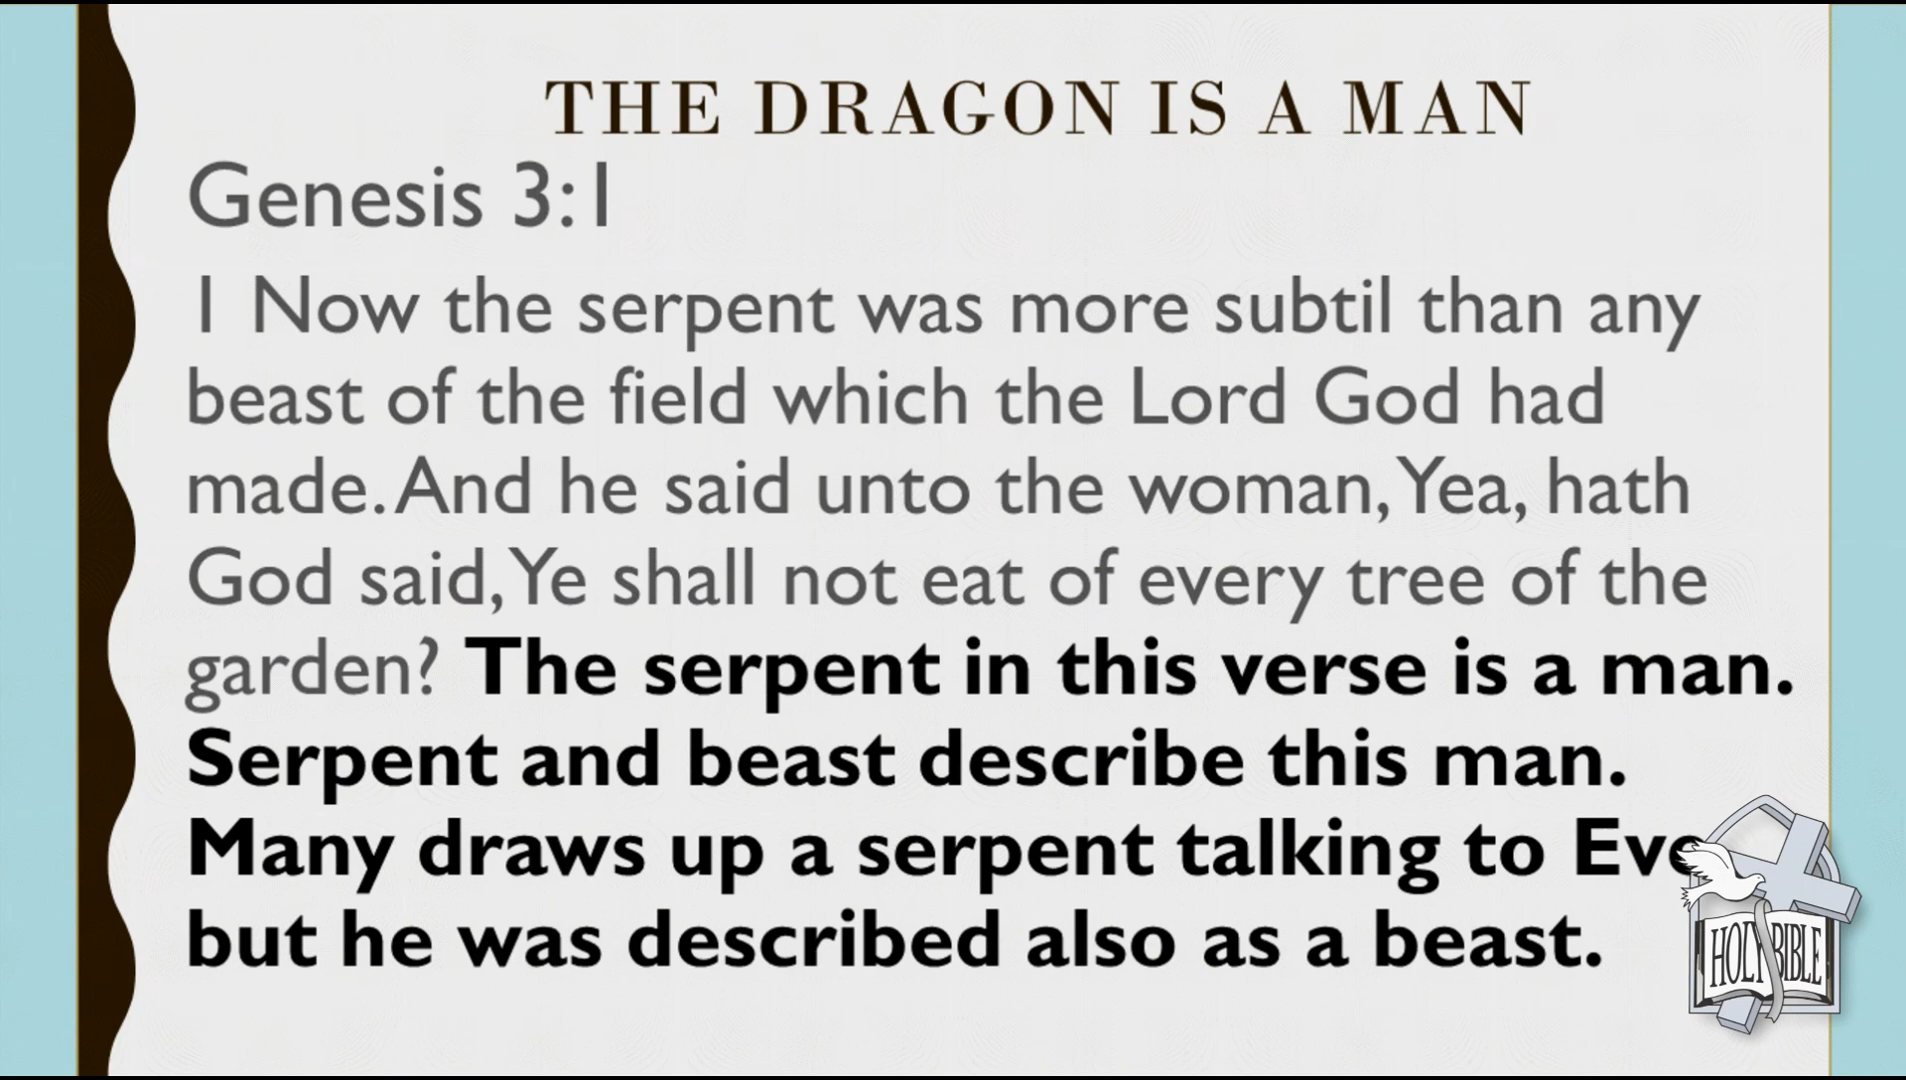 THE DRAGON IS A MAN
Genesis 3:1
1 Now the serpent was more subtil than any
beast of the field which the Lord God had
made. And he said unto the woman, Yea, hath
God said, Ye shall not eat of every tree of the
garden? The serpent in this verse is a man.
Serpent and beast describe this man.
Many draws up a serpent talking to Eve
but he was described also as a beast.
HOLY BIBLE